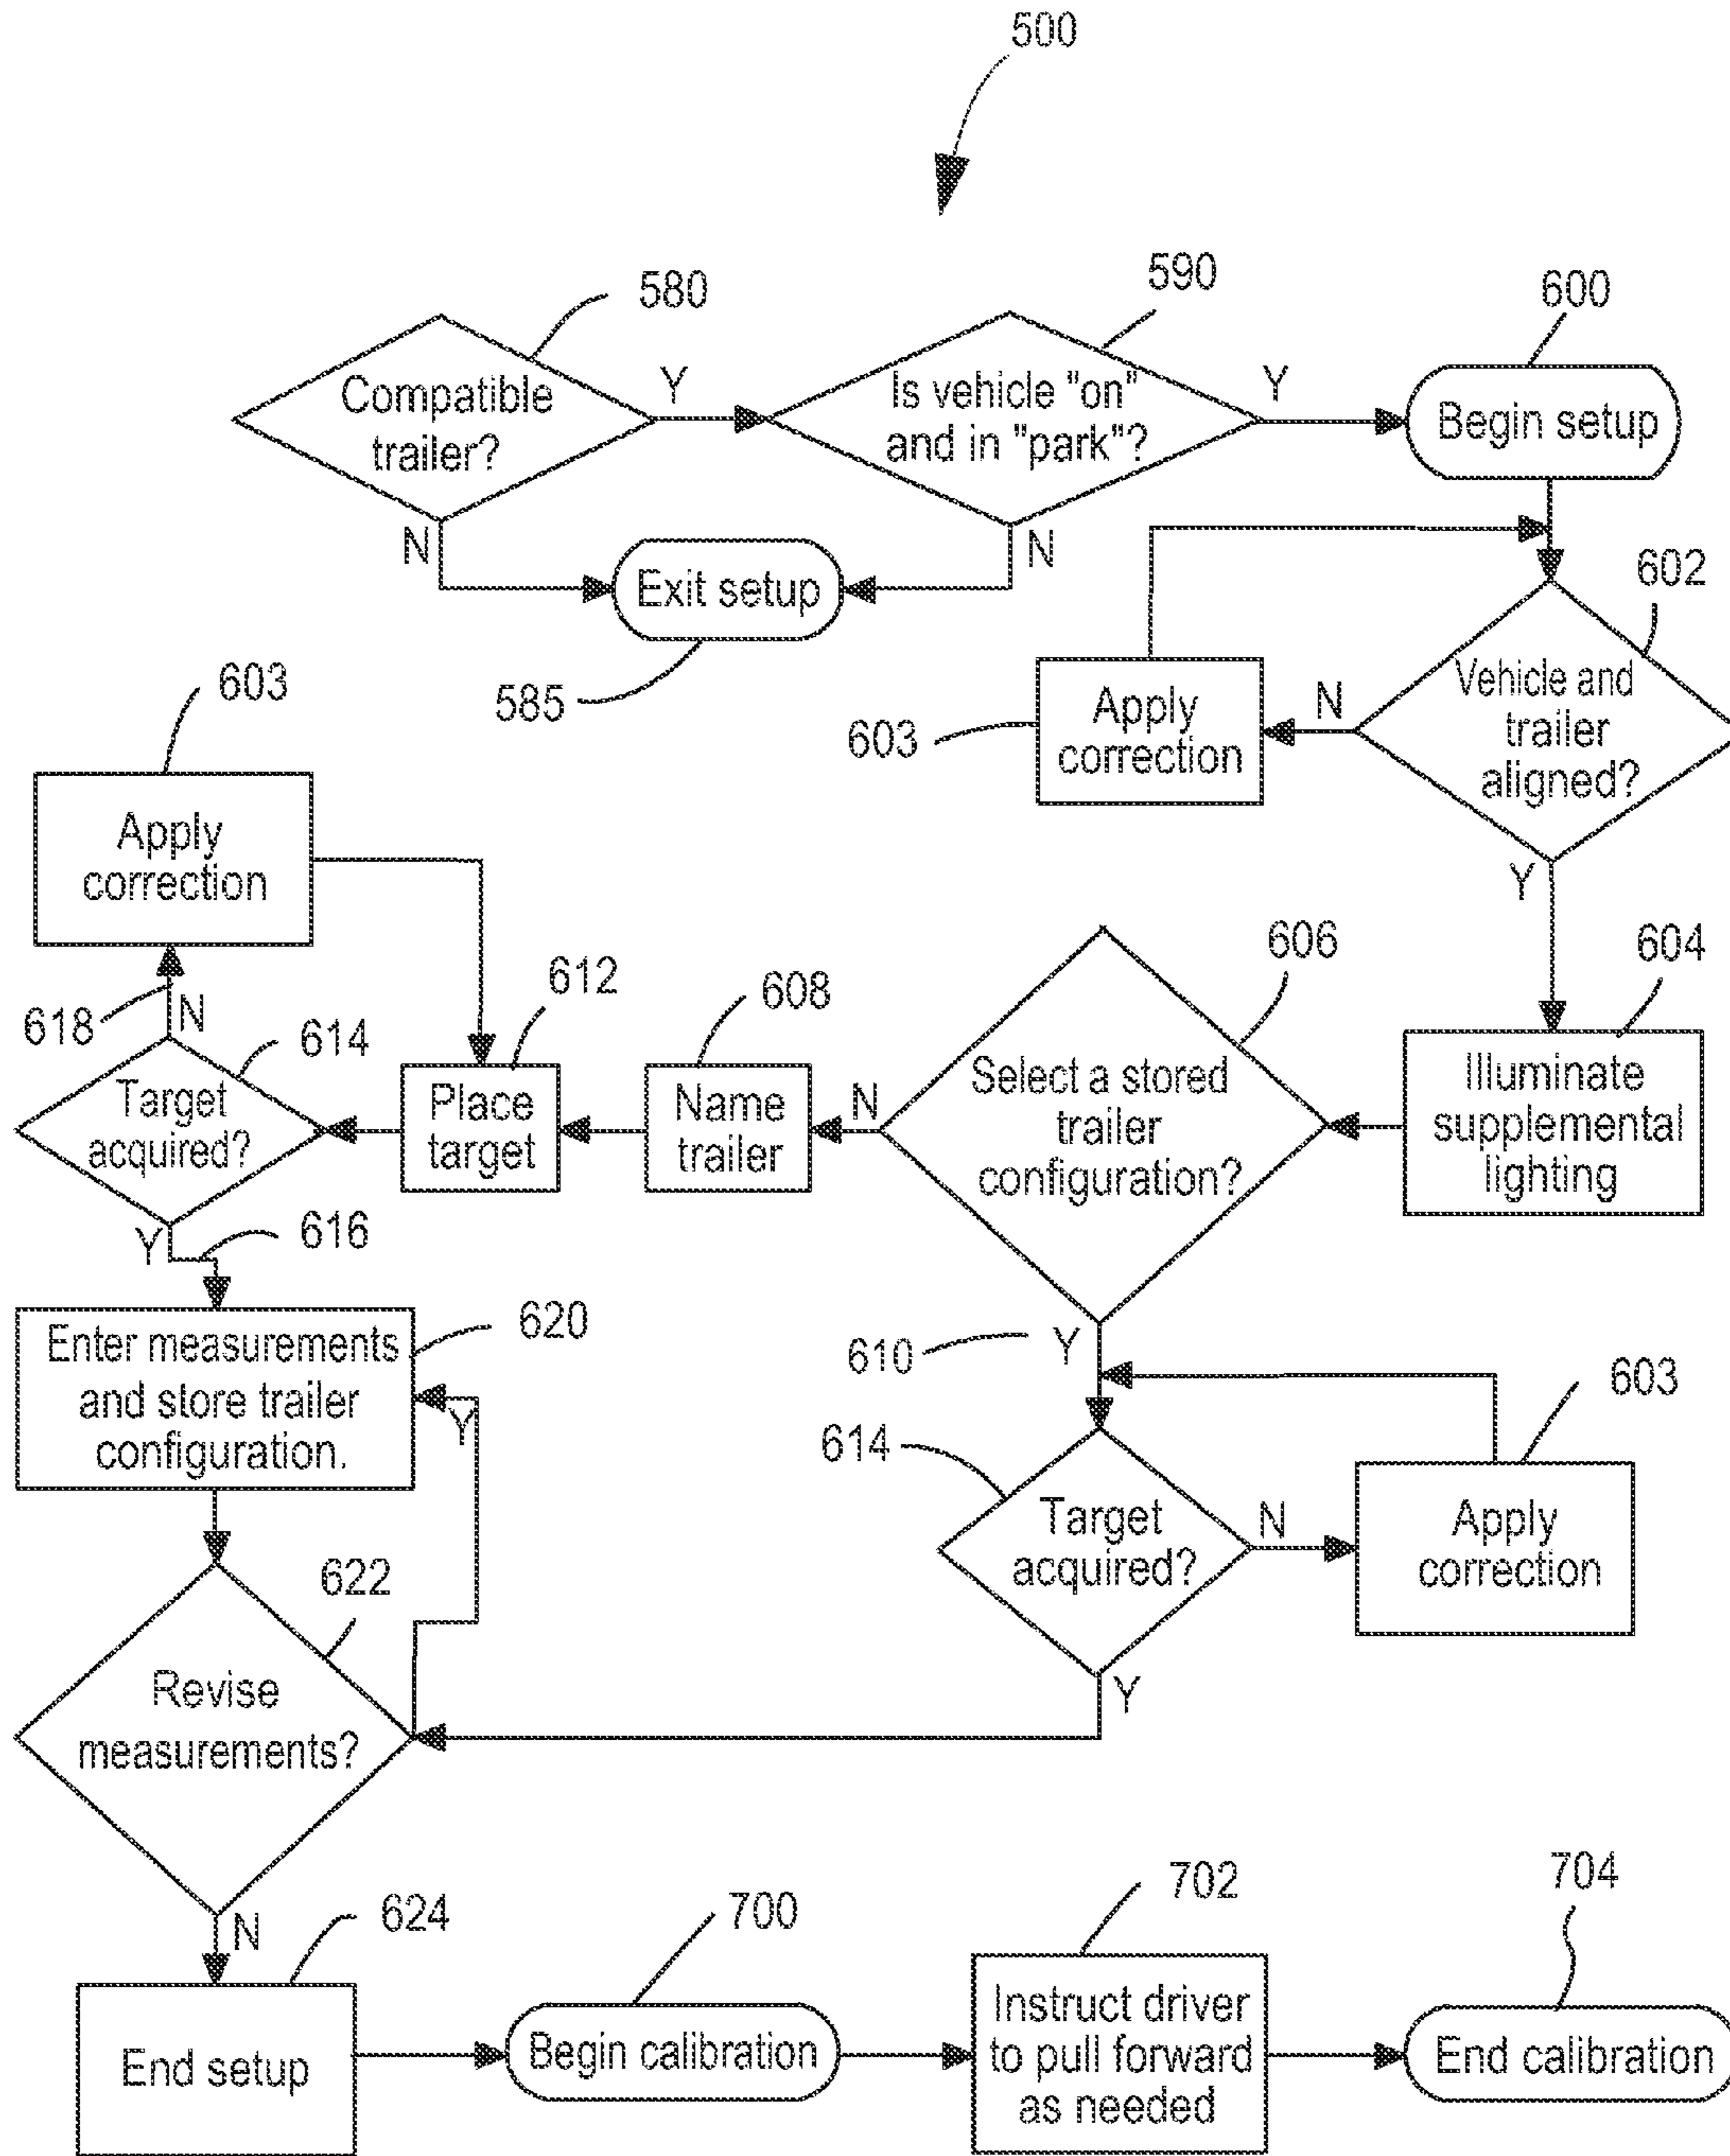 500
580
590
600
Compatible
trailer?
Y
Is vehicle "on"
and in "park"?
Y
Begin setup
N
N
Exit setup
585
602
Vehicle and
trailer
aligned?
N
Apply
correction
603
Y
603
Apply
correction
604
Illuminate
supplemental
lighting
606
Select a stored
trailer
configuration?
N
608
Name
trailer
612
Place
target
614
Target
acquired?
618
N
Y
616
610
Y
Enter measurements
and store trailer
configuration.
620
Y
614
Target
acquired?
N
603
Apply
correction
Y
622
Revise
measurements?
N
624
End setup
700
Begin calibration
702
Instruct driver
to pull forward
as needed
704
End calibration